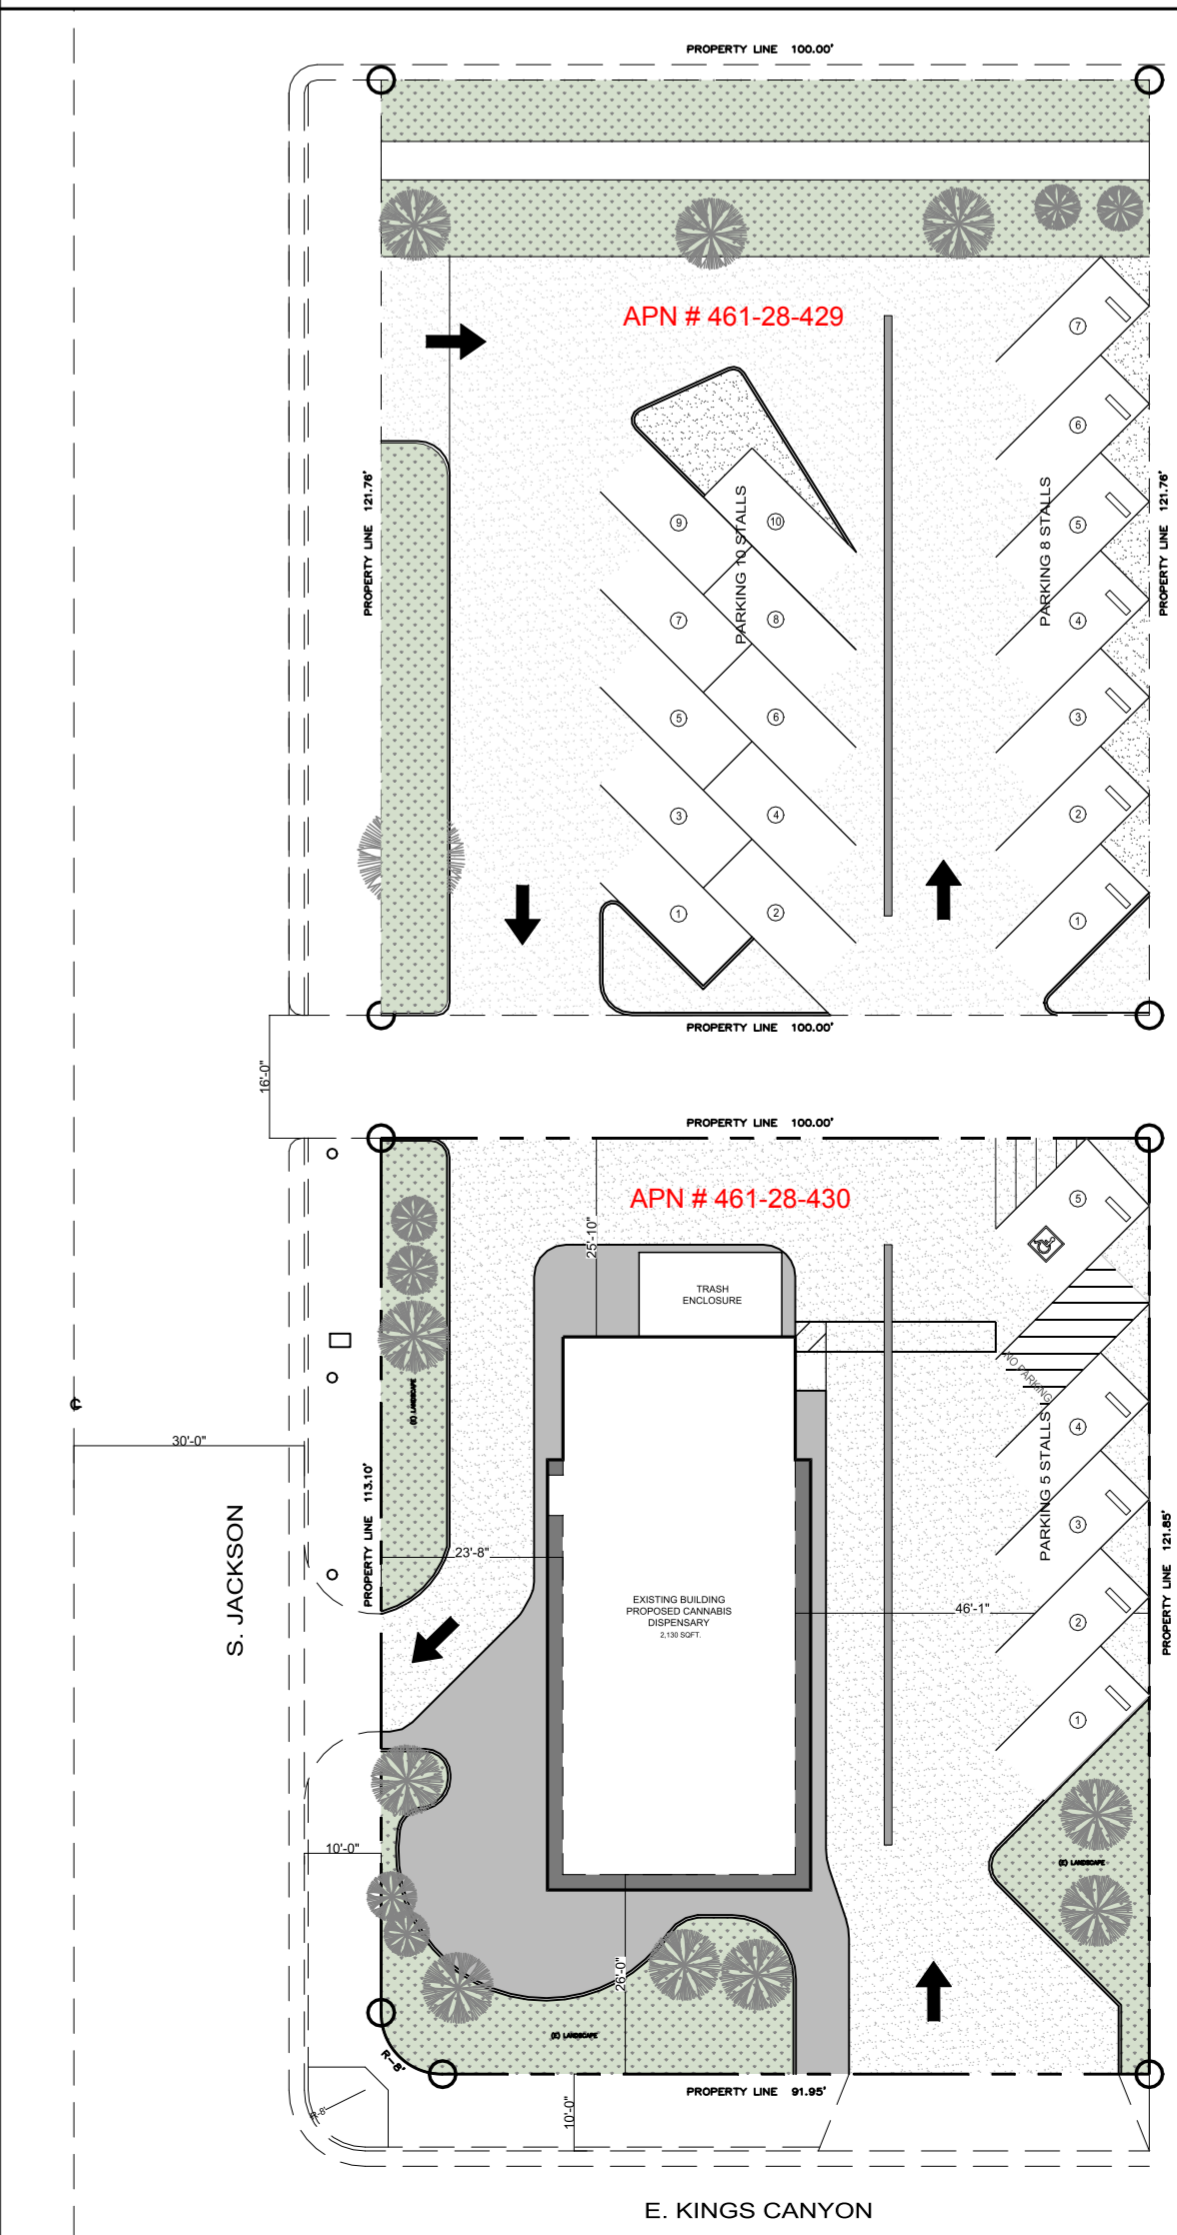 PROPERTY LINE 100.00'
APN # 461-28-429
7
6
5
4
3
2
1
PARKING 8 STALLS
9
10
7
8
5
6
3
4
1
2
PARKING 10 STALLS
PROPERTY LINE 121.76'
PROPERTY LINE 121.76'
PROPERTY LINE 100.00'
16'-0"
PROPERTY LINE 100.00'
APN # 461-28-430
25'-10"
TRASH
ENCLOSURE
5
NO PARKING
4
3
2
1
PARKING 5 STALLS
(E) LANDSCAPE
30'-0"
S. JACKSON
PROPERTY LINE 113.10'
23'-8"
EXISTING BUILDING
PROPOSED CANNABIS
DISPENSARY
2,130 SQFT.
46'-1"
PROPERTY LINE 121.85'
10'-0"
(E) LANDSCAPE
26'-0"
(E) LANDSCAPE
R-8'
PROPERTY LINE 91.95'
10'-0"
E. KINGS CANYON